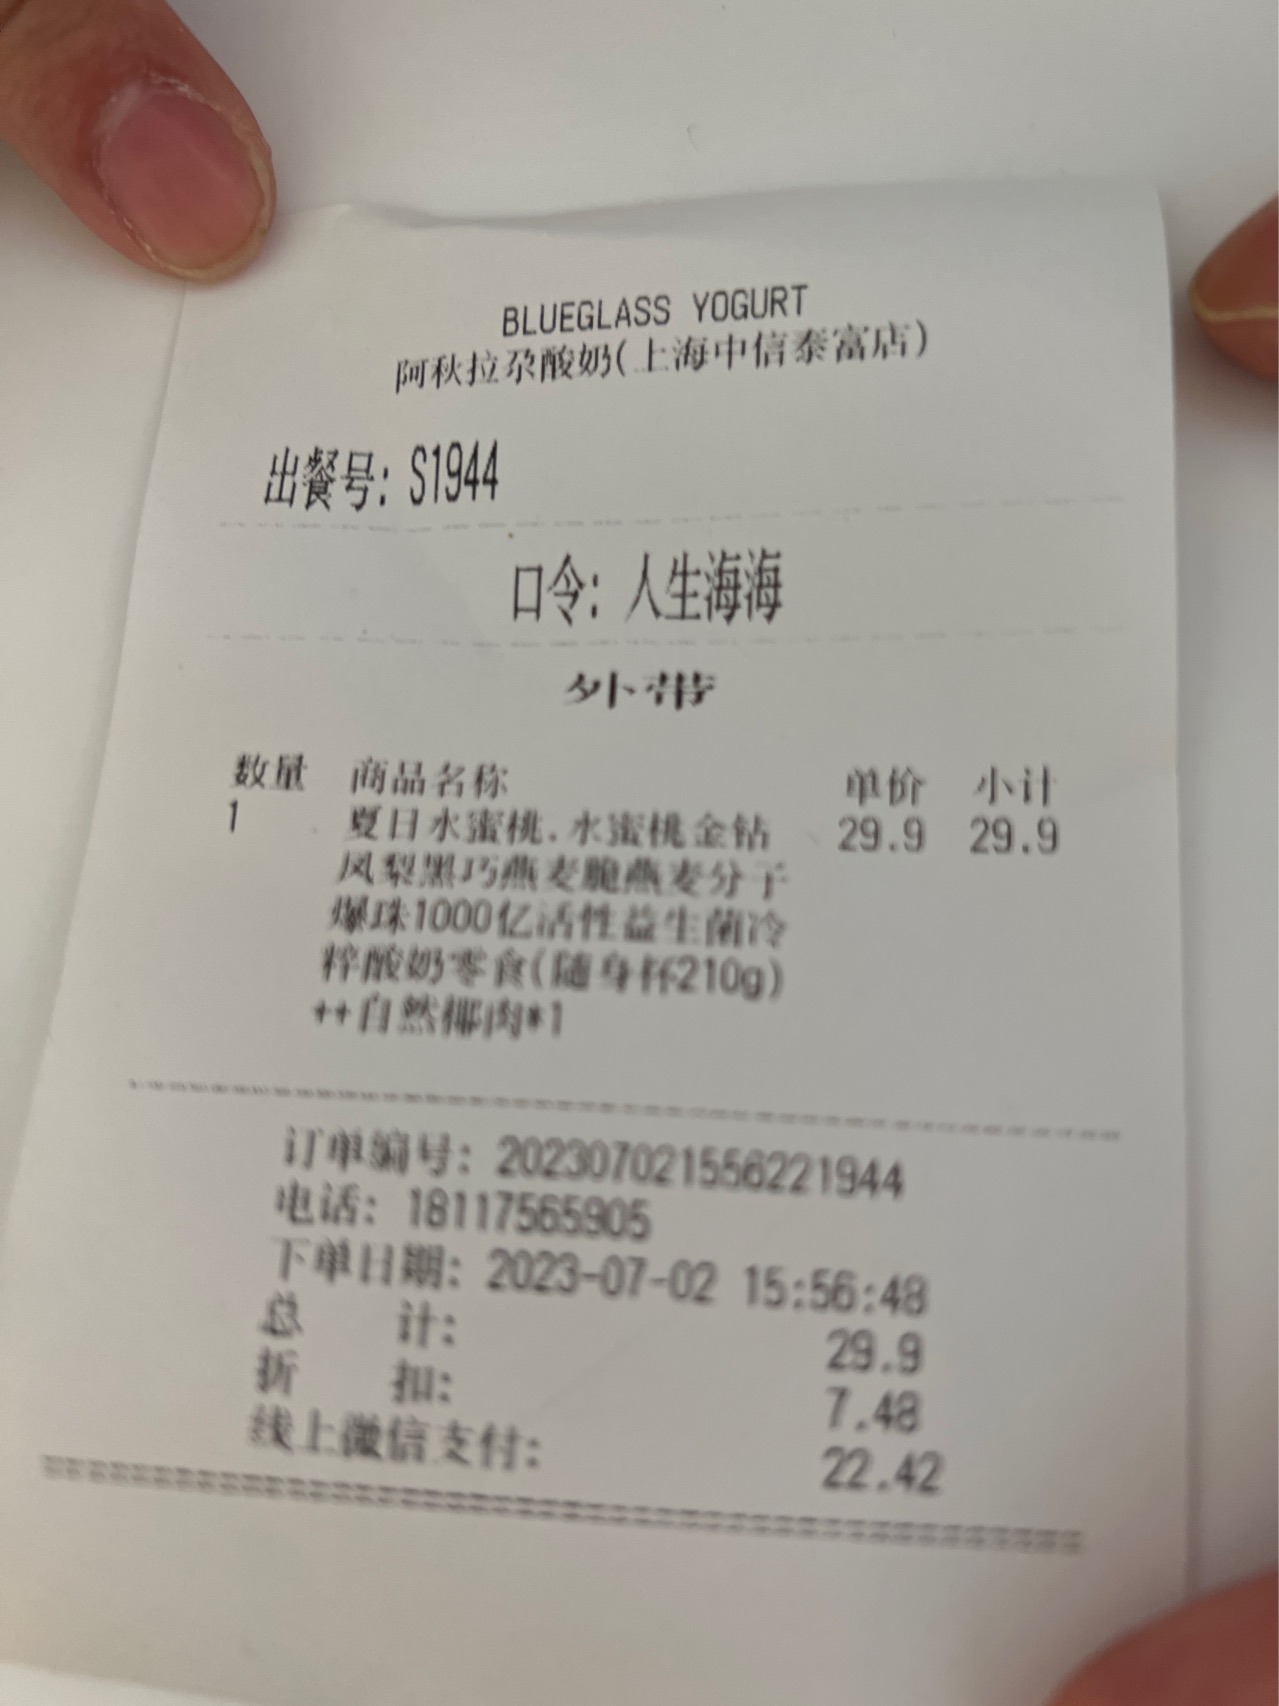 BLUEGLASS YOGURT
阿秋拉尕酸奶(上海中信泰富店)
出餐号: S1944
口令: 人生海海
外带
数量 商品名称 单价 小计
1 夏日水蜜桃.水蜜桃金钻 29.9 29.9
凤梨黑巧燕麦脆燕麦分子
爆珠1000亿活性益生菌冷
粹酸奶零食(随身杯210g)
++自然椰肉*1
订单编号: 202307021556221944
电话: 18117565905
下单日期: 2023-07-02 15:56:48
总 计: 29.9
折 扣: 7.48
线上微信支付: 22.42